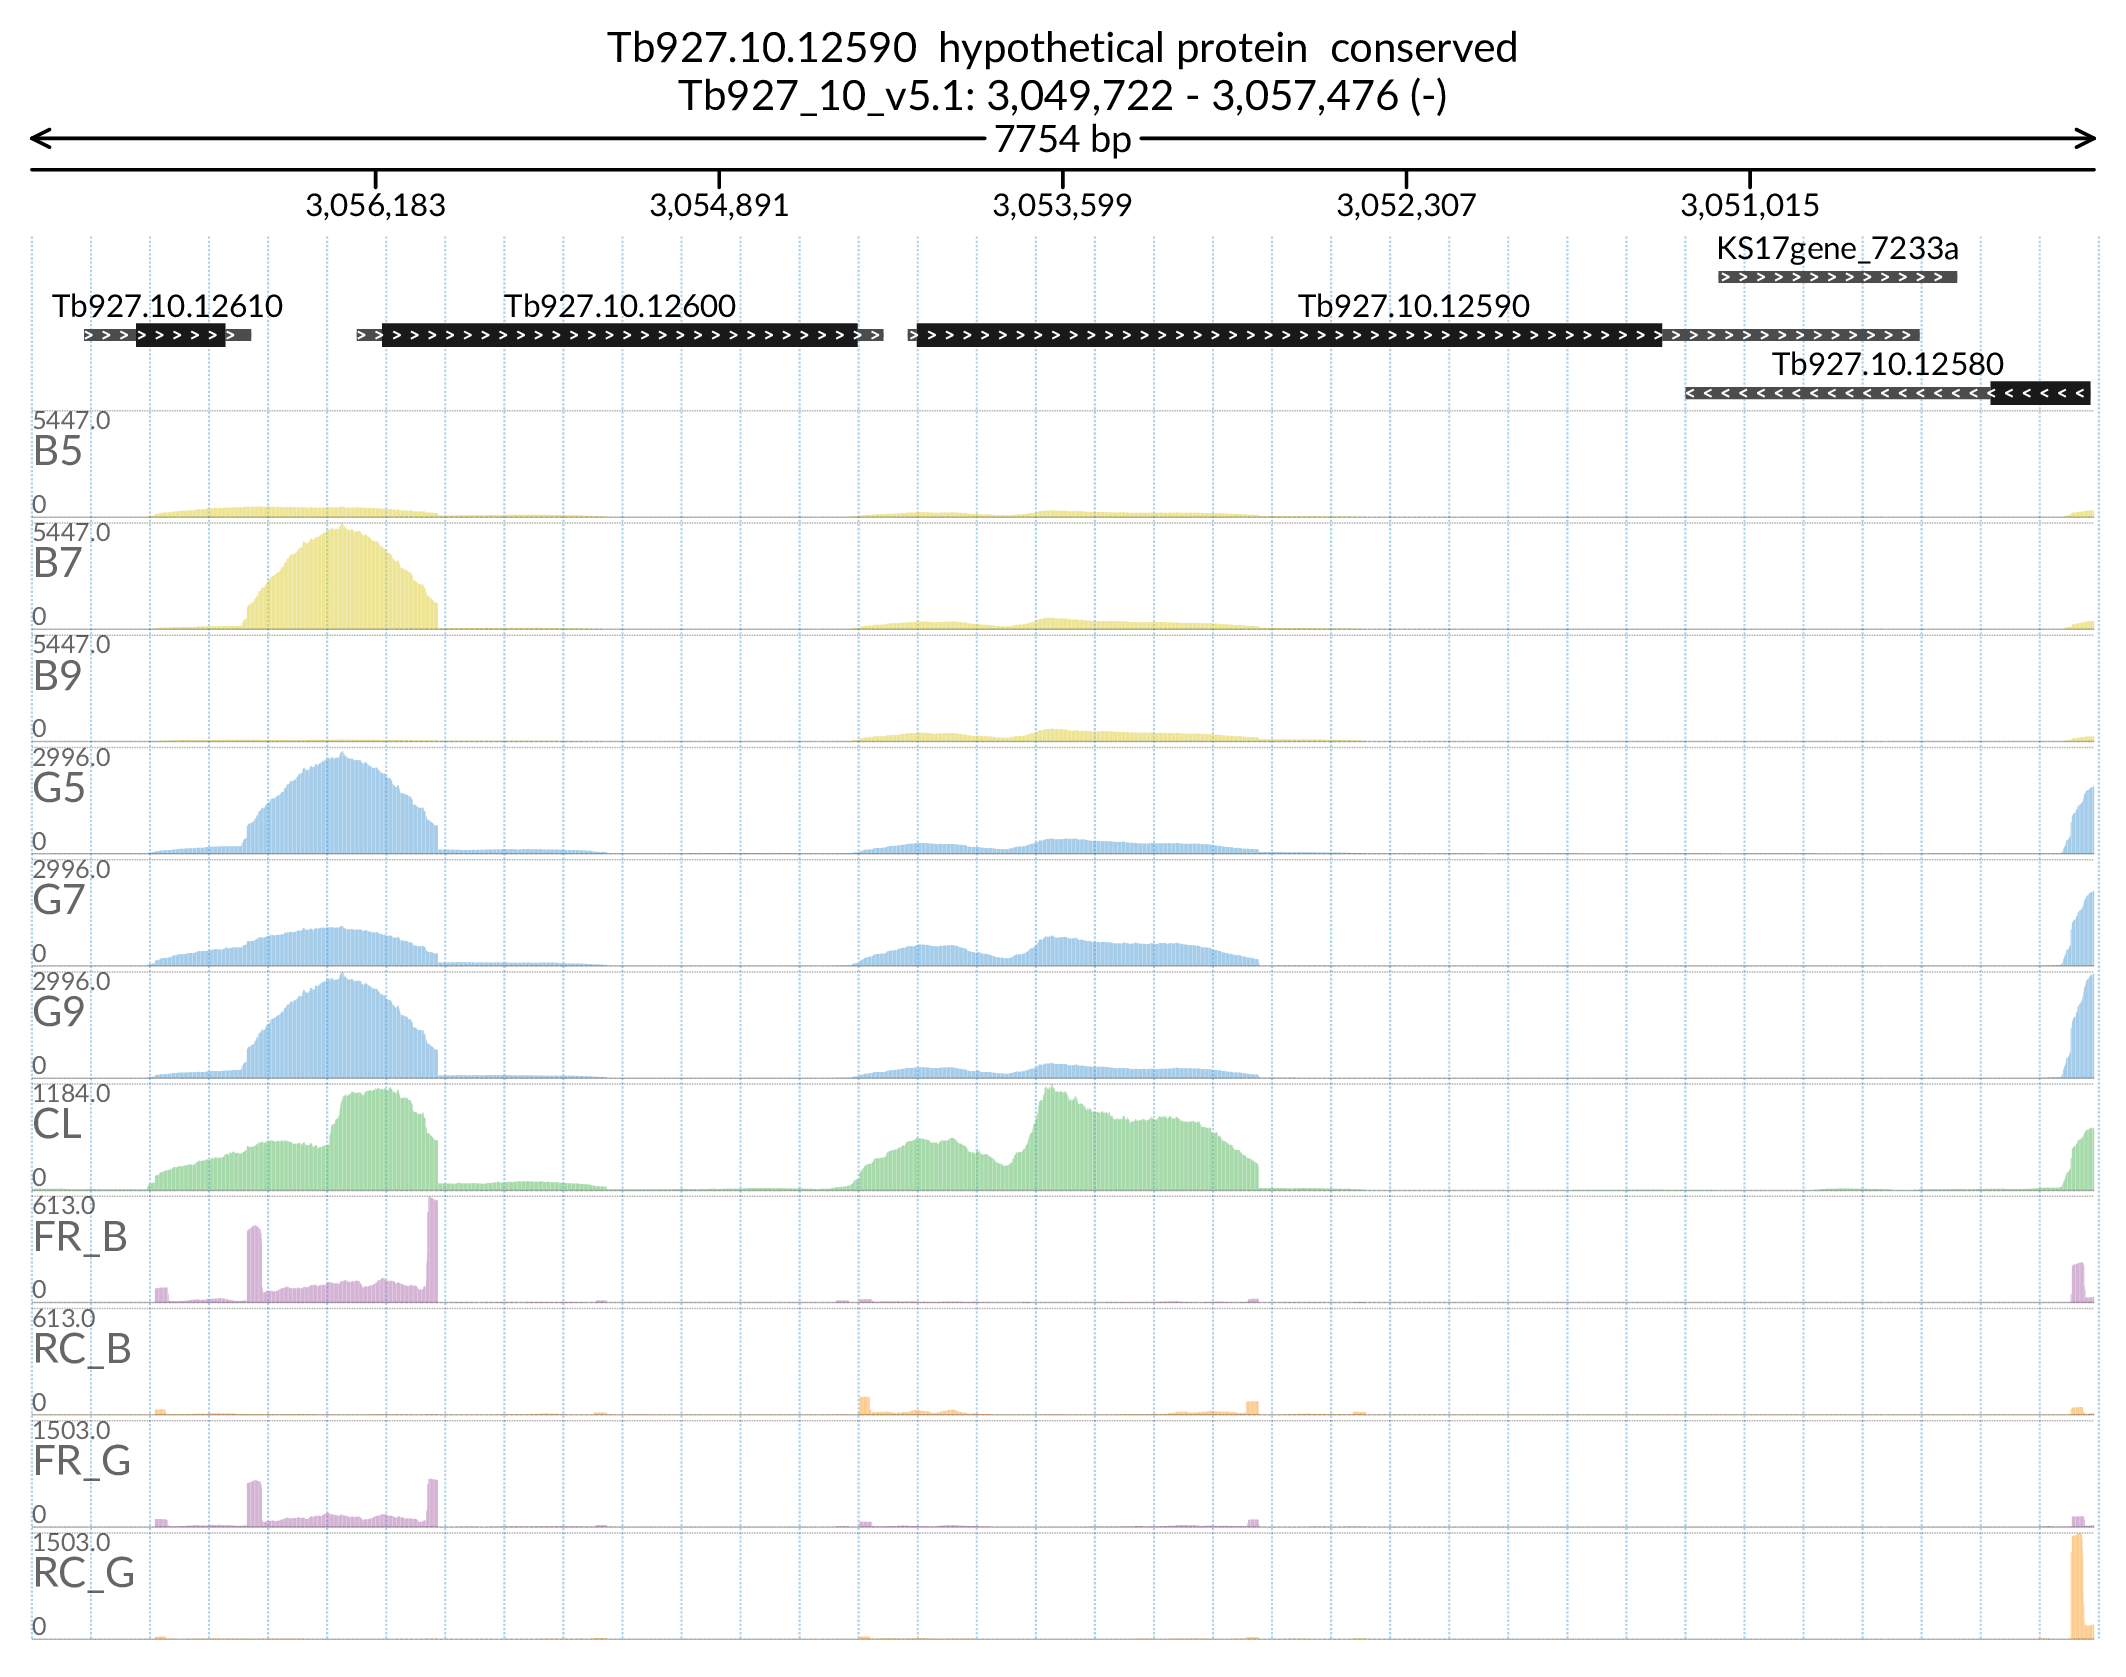 Tb927.10.12590  hypothetical protein  conserved
Tb927_10_v5.1: 3,049,722 - 3,057,476 (-)
7754 bp
3,056,183 3,054,891 3,053,599 3,052,307 3,051,015
KS17gene_7233a
Tb927.10.12610 Tb927.10.12600 Tb927.10.12590
Tb927.10.12580
5447.0
B5
0
5447.0
B7
0
5447.0
B9
0
2996.0
G5
0
2996.0
G7
0
2996.0
G9
0
1184.0
CL
0
613.0
FR_B
0
613.0
RC_B
0
1503.0
FR_G
0
1503.0
RC_G
0